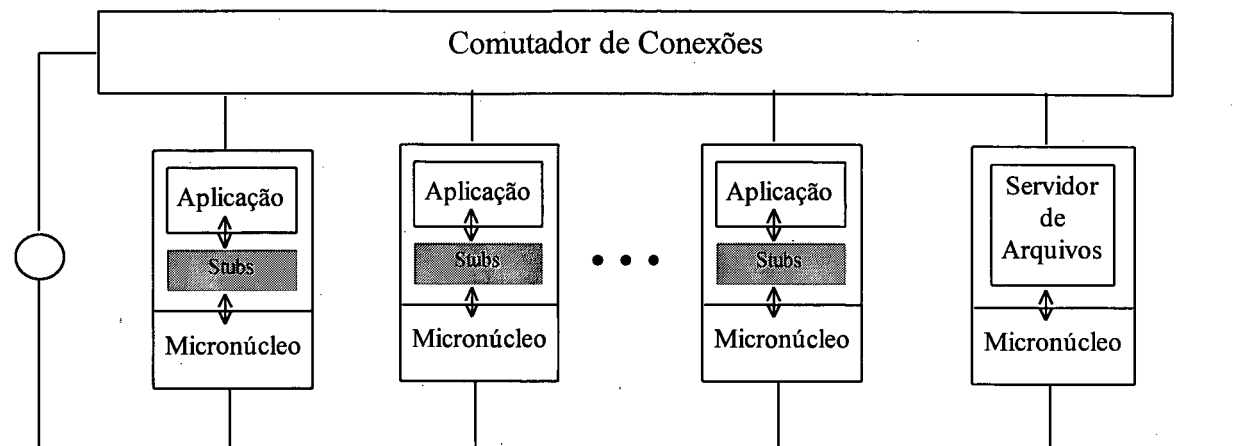 Comutador de Conexões
Aplicação
Stubs
Micronúcleo
Aplicação
Stubs
Micronúcleo
Aplicação
Stubs
Micronúcleo
Servidor
de
Arquivos
Micronúcleo